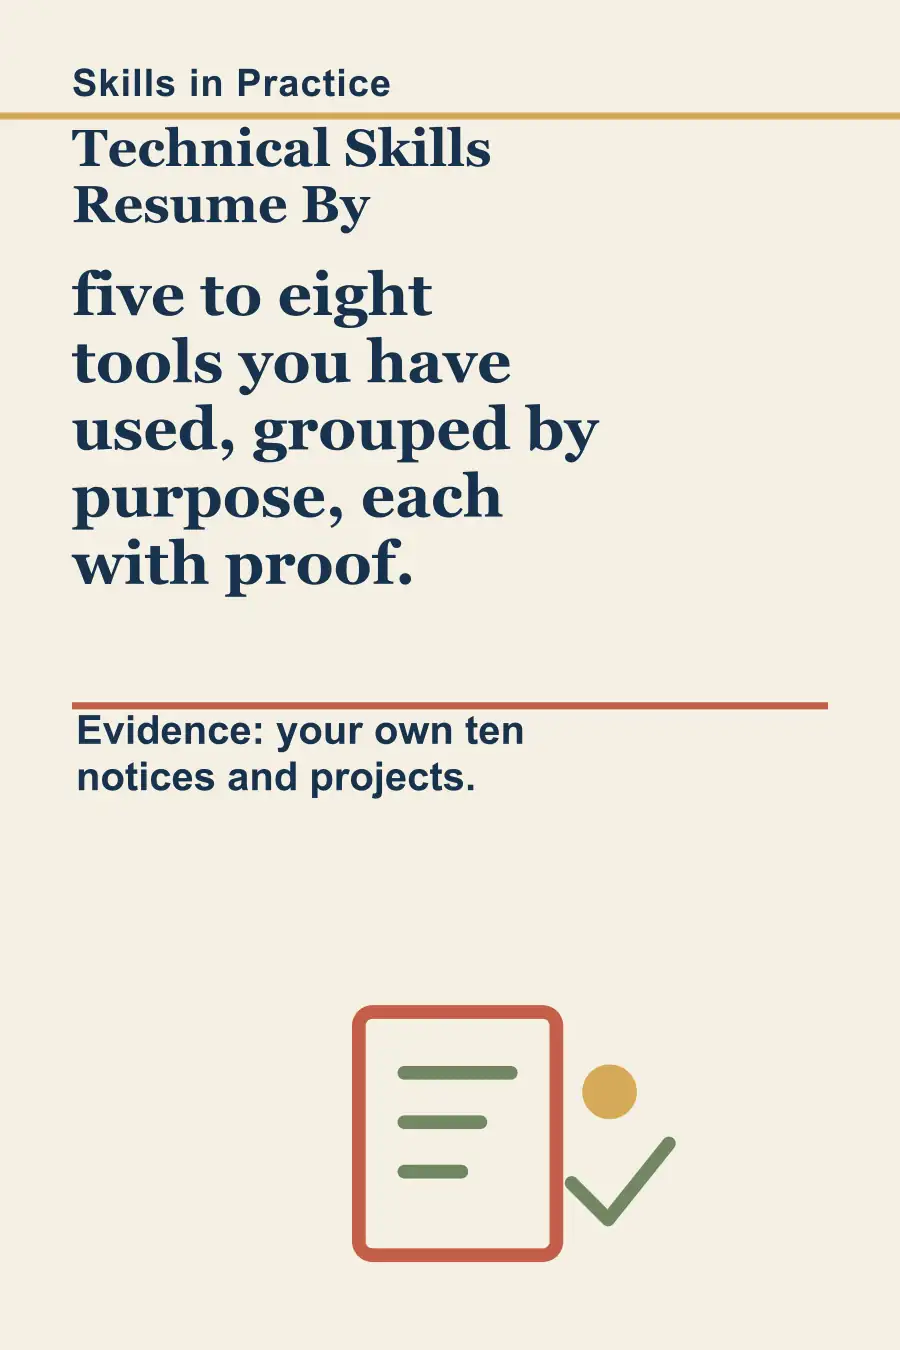 Skills in Practice
Technical Skills
Resume By
five to eight
tools you have
used, grouped by
purpose, each
with proof.
Evidence: your own ten
notices and projects.